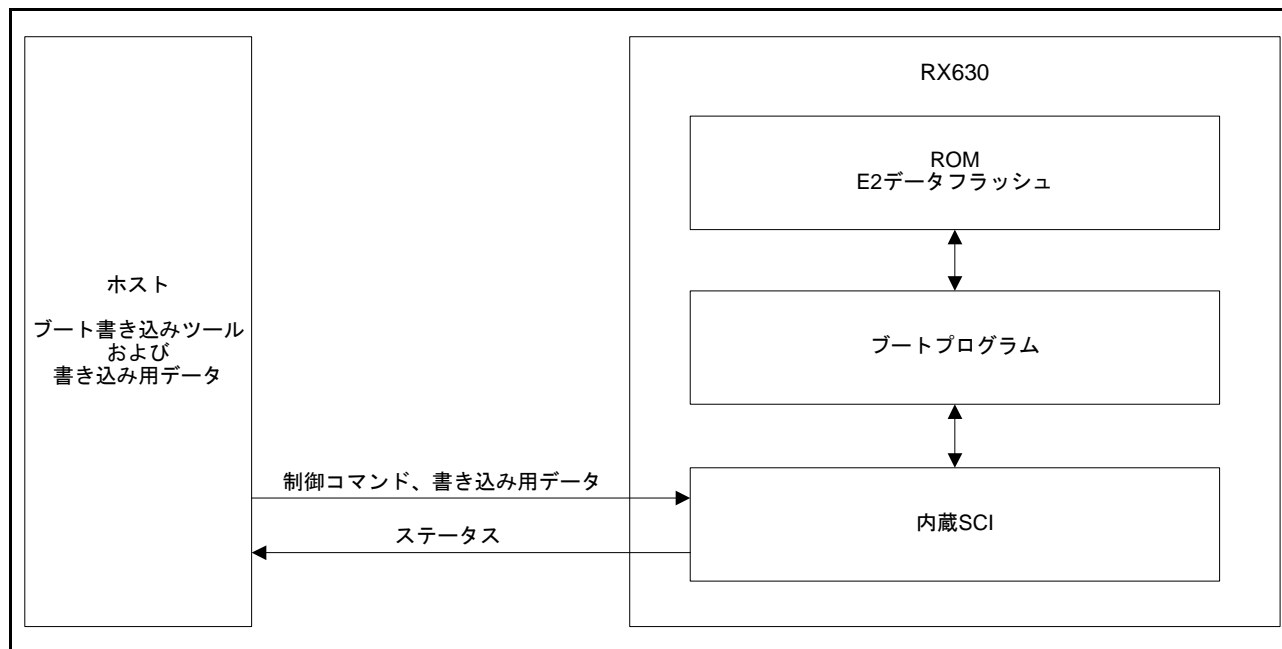 ホスト
ブート書き込みツール
および
書き込み用データ
制御コマンド、書き込み用データ
ステータス
RX630
ROM
E2データフラッシュ
ブートプログラム
内蔵SCI